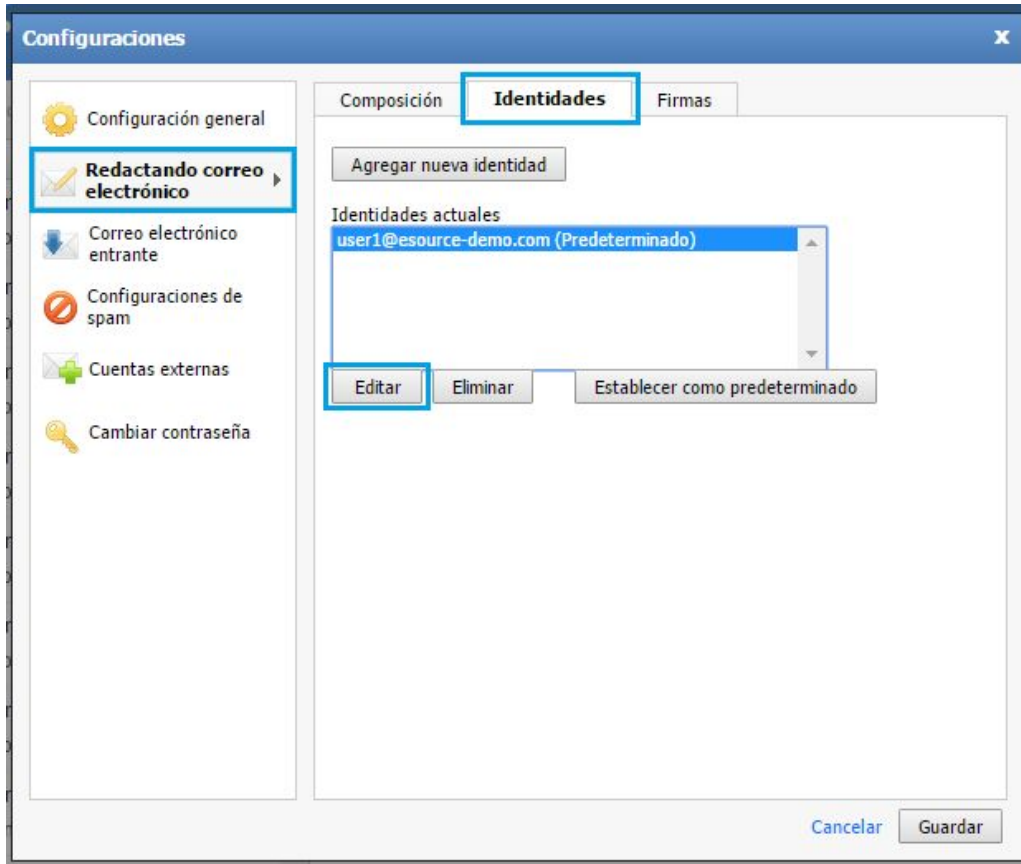 Configuraciones
x
Configuración general
Redactando correo
electrónico
Correo electrónico
entrante
Configuraciones de
spam
Cuentas externas
Cambiar contraseña
Composición Identidades Firmas
Agregar nueva identidad
Identidades actuales
user1@esource-demo.com (Predeterminado)
Editar Eliminar Establecer como predeterminado
Cancelar Guardar